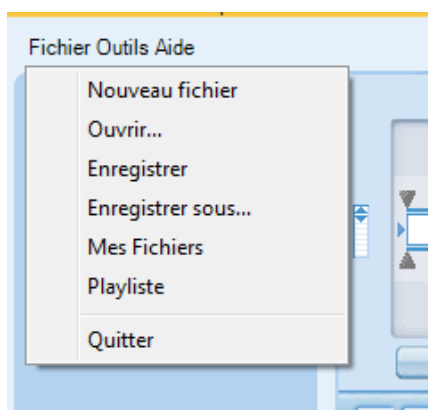 Fichier Outils Aide
Nouveau fichier
Ouvrir...
Enregistrer
Enregistrer sous...
Mes Fichiers
Playliste
Quitter